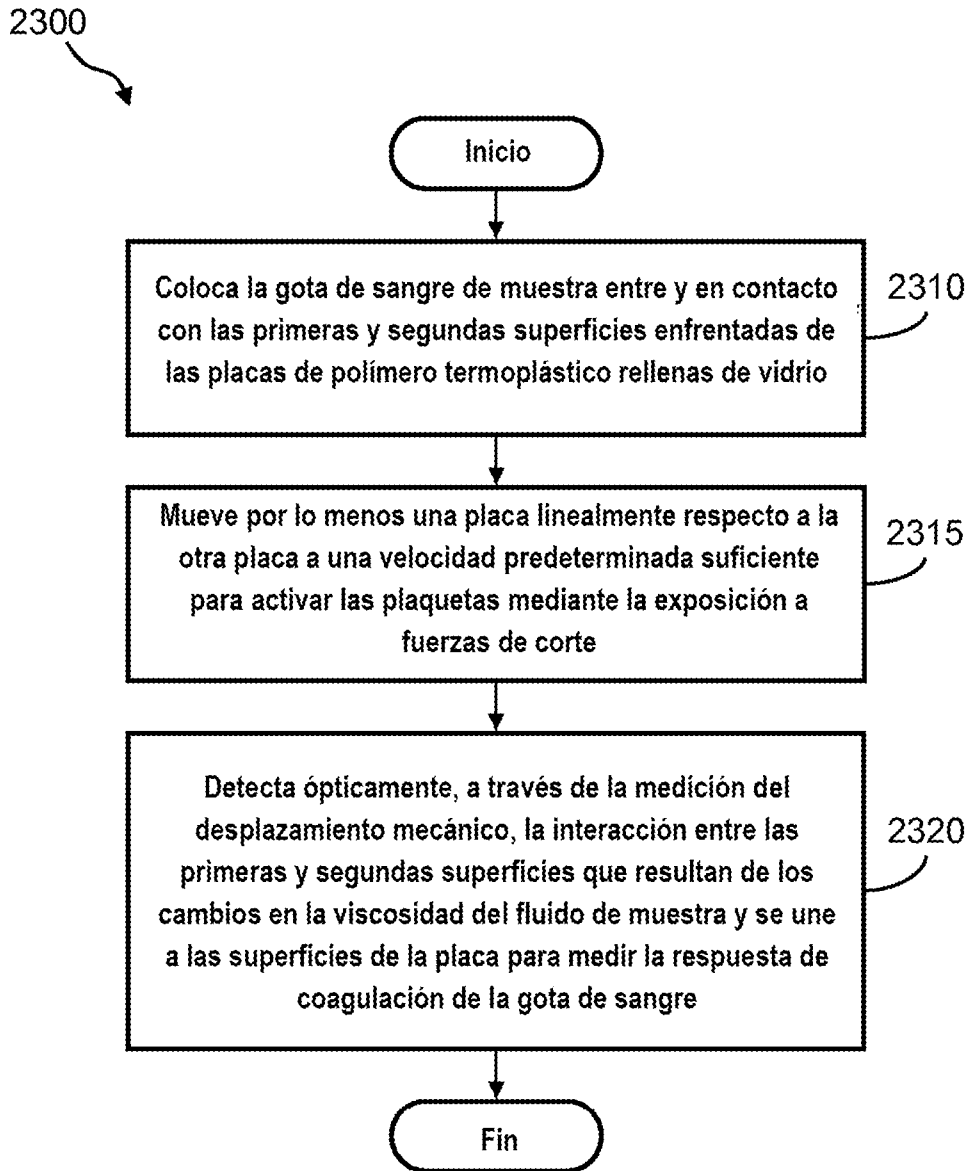 2300
Inicio
Coloca la gota de sangre de muestra entre y en contacto
con las primeras y segundas superficies enfrentadas de
las placas de polímero termoplástico rellenas de vidrio
2310
Mueve por lo menos una placa linealmente respecto a la
otra placa a una velocidad predeterminada suficiente
para activar las plaquetas mediante la exposición a
fuerzas de corte
2315
Detecta ópticamente, a través de la medición del
desplazamiento mecánico, la interacción entre las
primeras y segundas superficies que resultan de los
cambios en la viscosidad del fluido de muestra y se une
a las superficies de la placa para medir la respuesta de
coagulación de la gota de sangre
2320
Fin